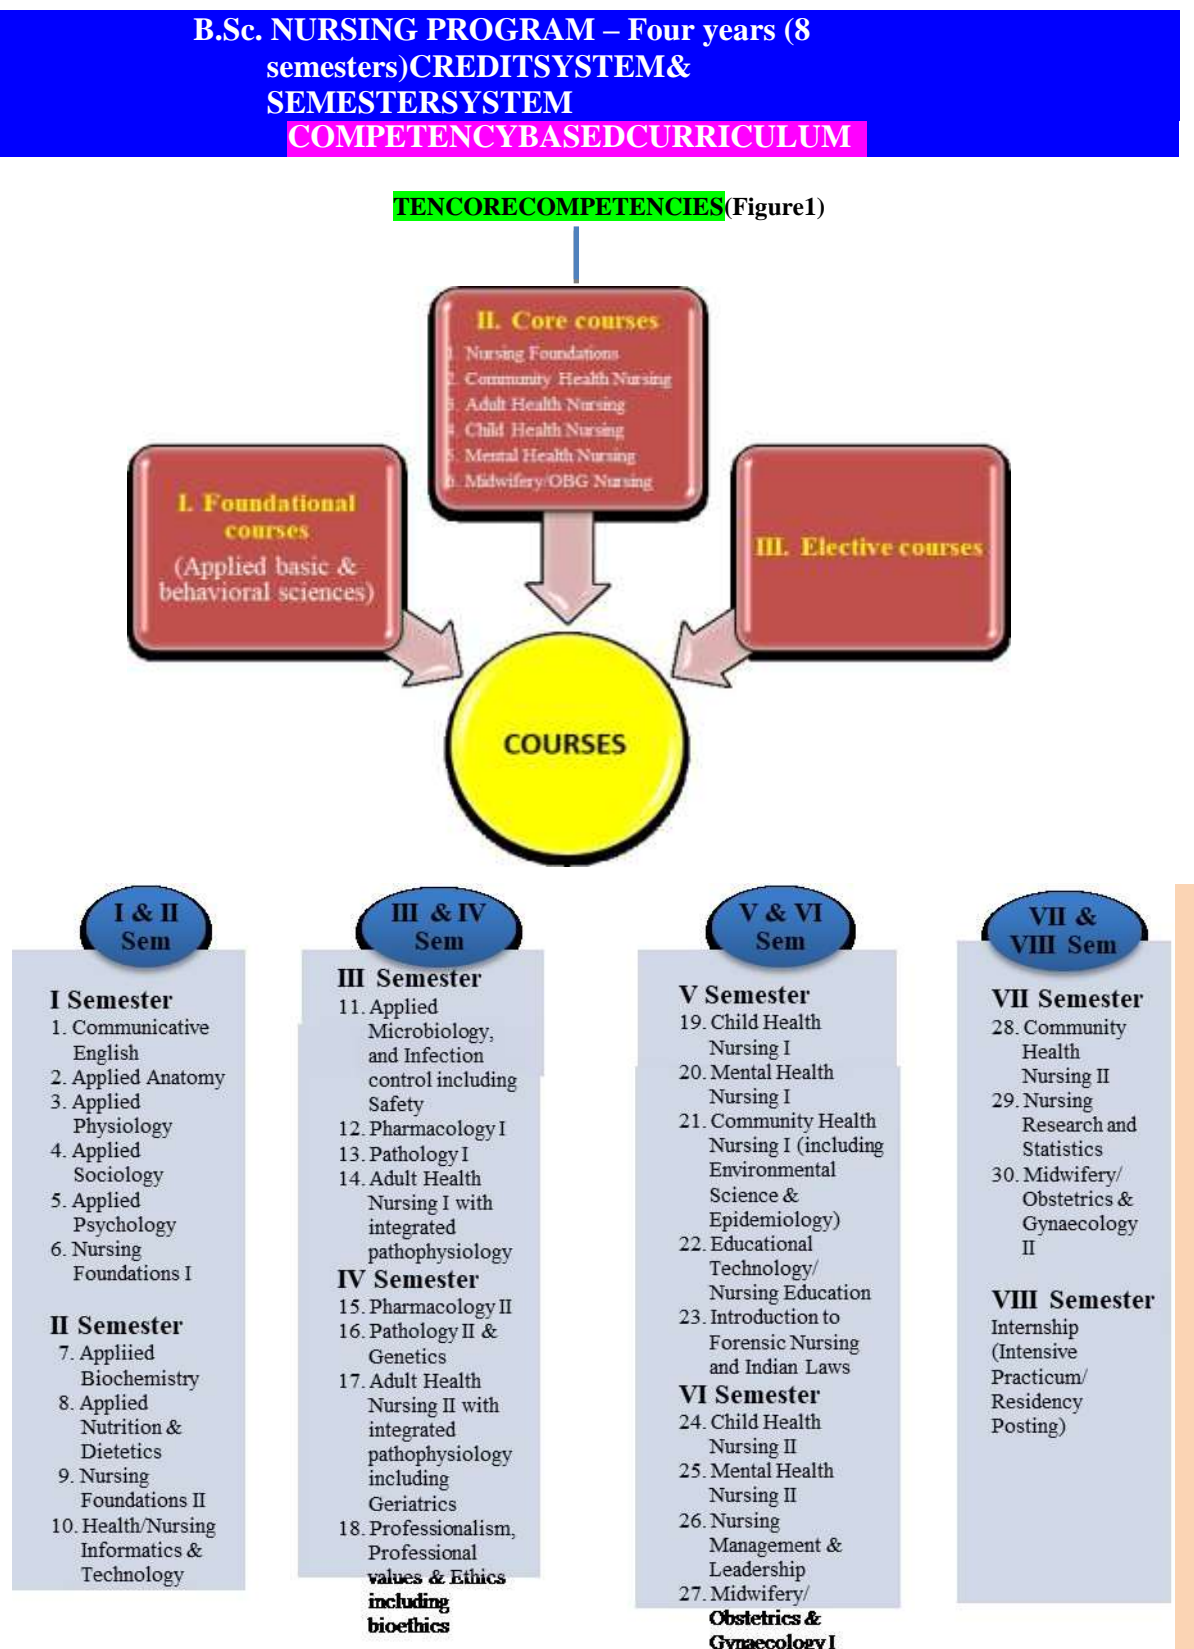 B.Sc. NURSING PROGRAM – Four years (8
semesters)CREDITSYSTEM&
SEMESTERSYSTEM
COMPETENCYBASEDCURRICULUM
TENCORECOMPETENCIES(Figure1)
II. Core courses
1. Nursing Foundations
2. Community Health Nursing
3. Adult Health Nursing
4. Child Health Nursing
5. Mental Health Nursing
6. Midwifery/OBG Nursing
I. Foundational
courses
(Applied basic &
behavioral sciences)
III. Elective courses
COURSES
I & II
Sem
I Semester
1. Communicative
English
2. Applied Anatomy
3. Applied
Physiology
4. Applied
Sociology
5. Applied
Psychology
6. Nursing
Foundations I
II Semester
7. Appliied
Biochemistry
8. Applied
Nutrition &
Dietetics
9. Nursing
Foundations II
10. Health/Nursing
Informatics &
Technology
III & IV
Sem
III Semester
11. Applied
Microbiology,
and Infection
control including
Safety
12. Pharmacology I
13. Pathology I
14. Adult Health
Nursing I with
integrated
pathophysiology
IV Semester
15. Pharmacology II
16. Pathology II &
Genetics
17. Adult Health
Nursing II with
integrated
pathophysiology
including
Geriatrics
18. Professionalism,
Professional
values & Ethics
including
bioethics
V & VI
Sem
V Semester
19. Child Health
Nursing I
20. Mental Health
Nursing I
21. Community Health
Nursing I (including
Environmental
Science &
Epidemiology)
22. Educational
Technology/
Nursing Education
23. Introduction to
Forensic Nursing
and Indian Laws
VI Semester
24. Child Health
Nursing II
25. Mental Health
Nursing II
26. Nursing
Management &
Leadership
27. Midwifery/
Obstetrics &
Gynaecology I
VII &
VIII Sem
VII Semester
28. Community
Health
Nursing II
29. Nursing
Research and
Statistics
30. Midwifery/
Obstetrics &
Gynaecology
II
VIII Semester
Internship
(Intensive
Practicum/
Residency
Posting)